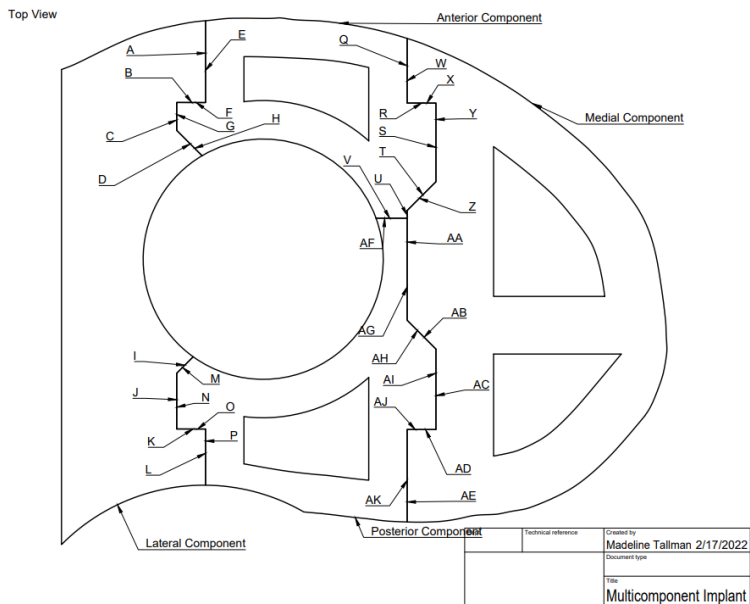 Top View
Anterior Component
A
E
Q
W
B
F
X
R
Y
C
G
H
S
Medial Component
D
T
V
U
Z
AF
AA
AG
AB
AH
I
M
AI
AC
J
N
AJ
K
O
P
AD
L
AK
AE
Posterior Component
Lateral Component
Technical reference
Created by
Madeline Tallman 2/17/2022
Document type
Title
Multicomponent Implant